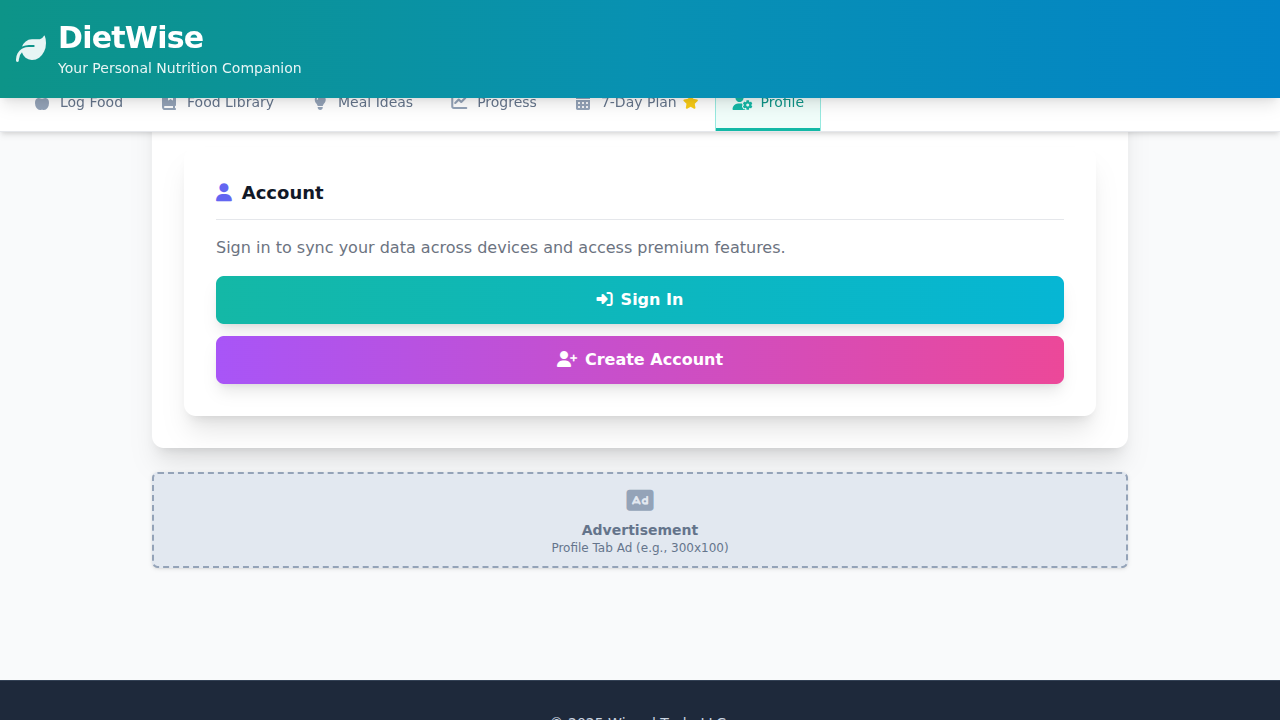 DietWise
Your Personal Nutrition Companion
Log Food
Food Library
Meal Ideas
Progress
7-Day Plan
Profile
Account
Sign in to sync your data across devices and access premium features.
Sign In
Create Account
Ad
Advertisement
Profile Tab Ad (e.g., 300x100)
© 2025